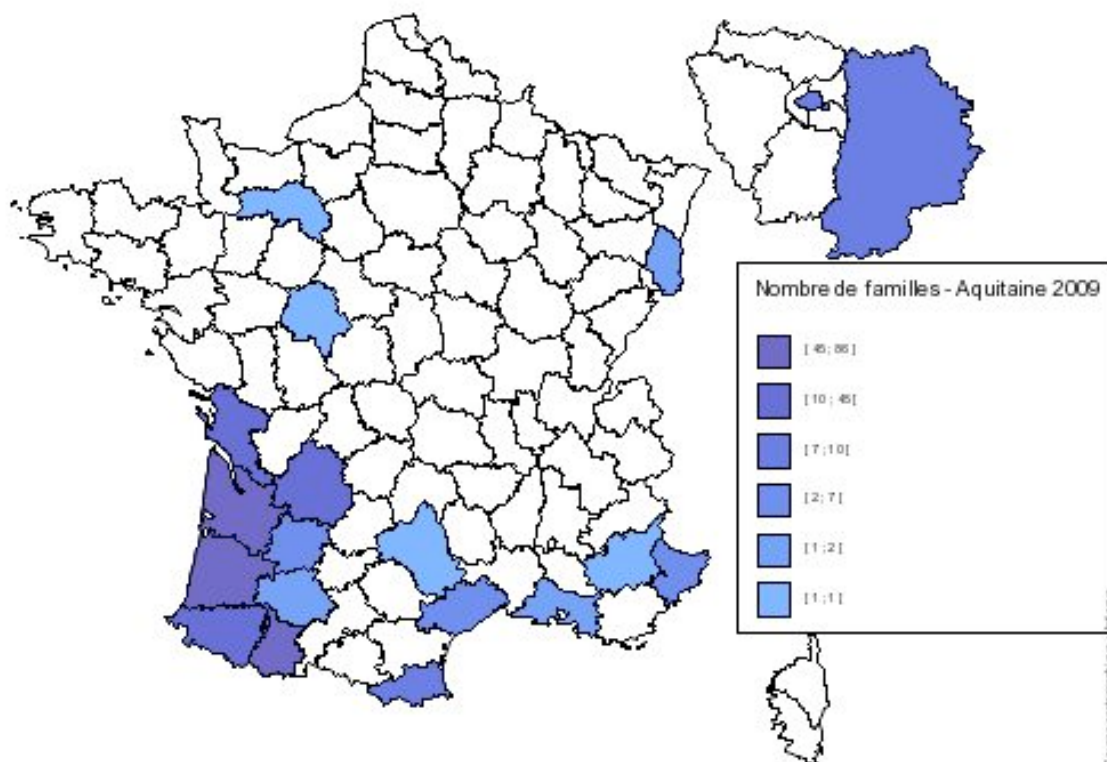 Nombre de familles - Aquitaine 2009
[ 45 ; 86 ]
[ 10 ; 45 [
[ 7 ; 10 [
[ 2 ; 7 [
[ 1 ; 2 [
[ 1 ; 1 [